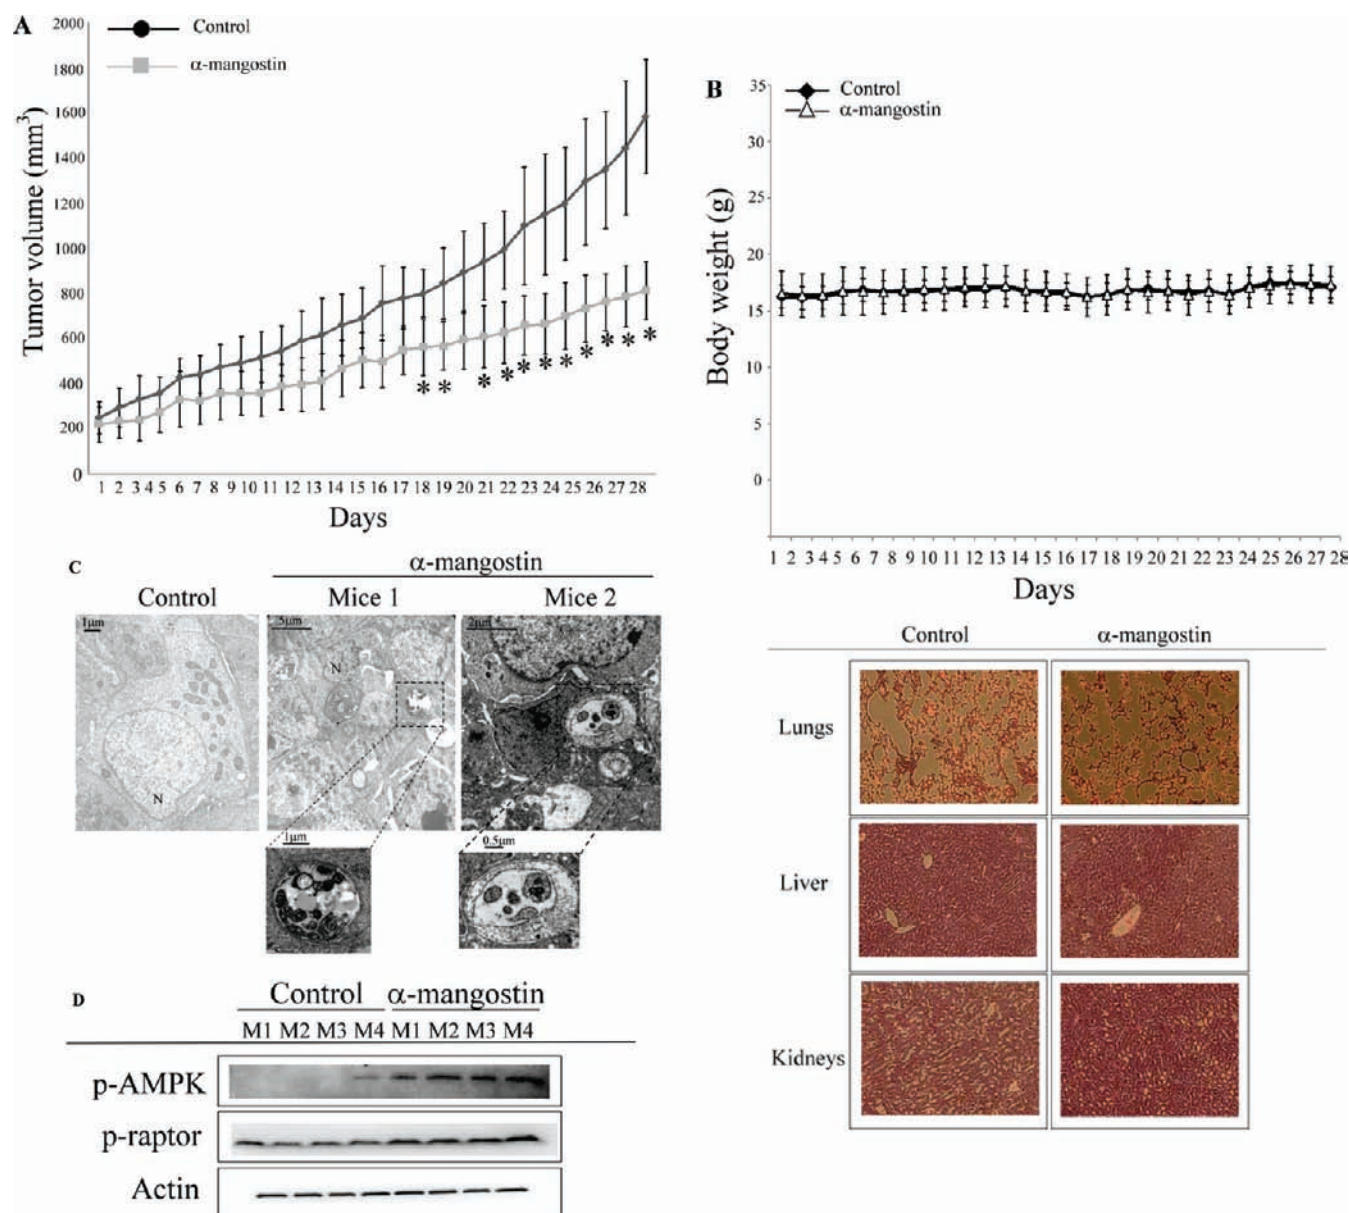 A
2000
1800
1600
1400
1200
1000
800
600
400
200
0
Tumor volume (mm³)
Control
α-mangostin
* * * * * * * * * * *
1 2 3 4 5 6 7 8 9 10 11 12 13 14 15 16 17 18 19 20 21 22 23 24 25 26 27 28
Days
B
35
30
25
20
15
10
5
0
Body weight (g)
Control
α-mangostin
1 2 3 4 5 6 7 8 9 10 11 12 13 14 15 16 17 18 19 20 21 22 23 24 25 26 27 28
Days
C
α-mangostin
Control Mice 1 Mice 2
1μm 5μm 2μm
N
N
1μm 0.5μm
Control α-mangostin
Lungs
Liver
Kidneys
D
Control α-mangostin
M1 M2 M3 M4 M1 M2 M3 M4
p-AMPK
p-raptor
Actin